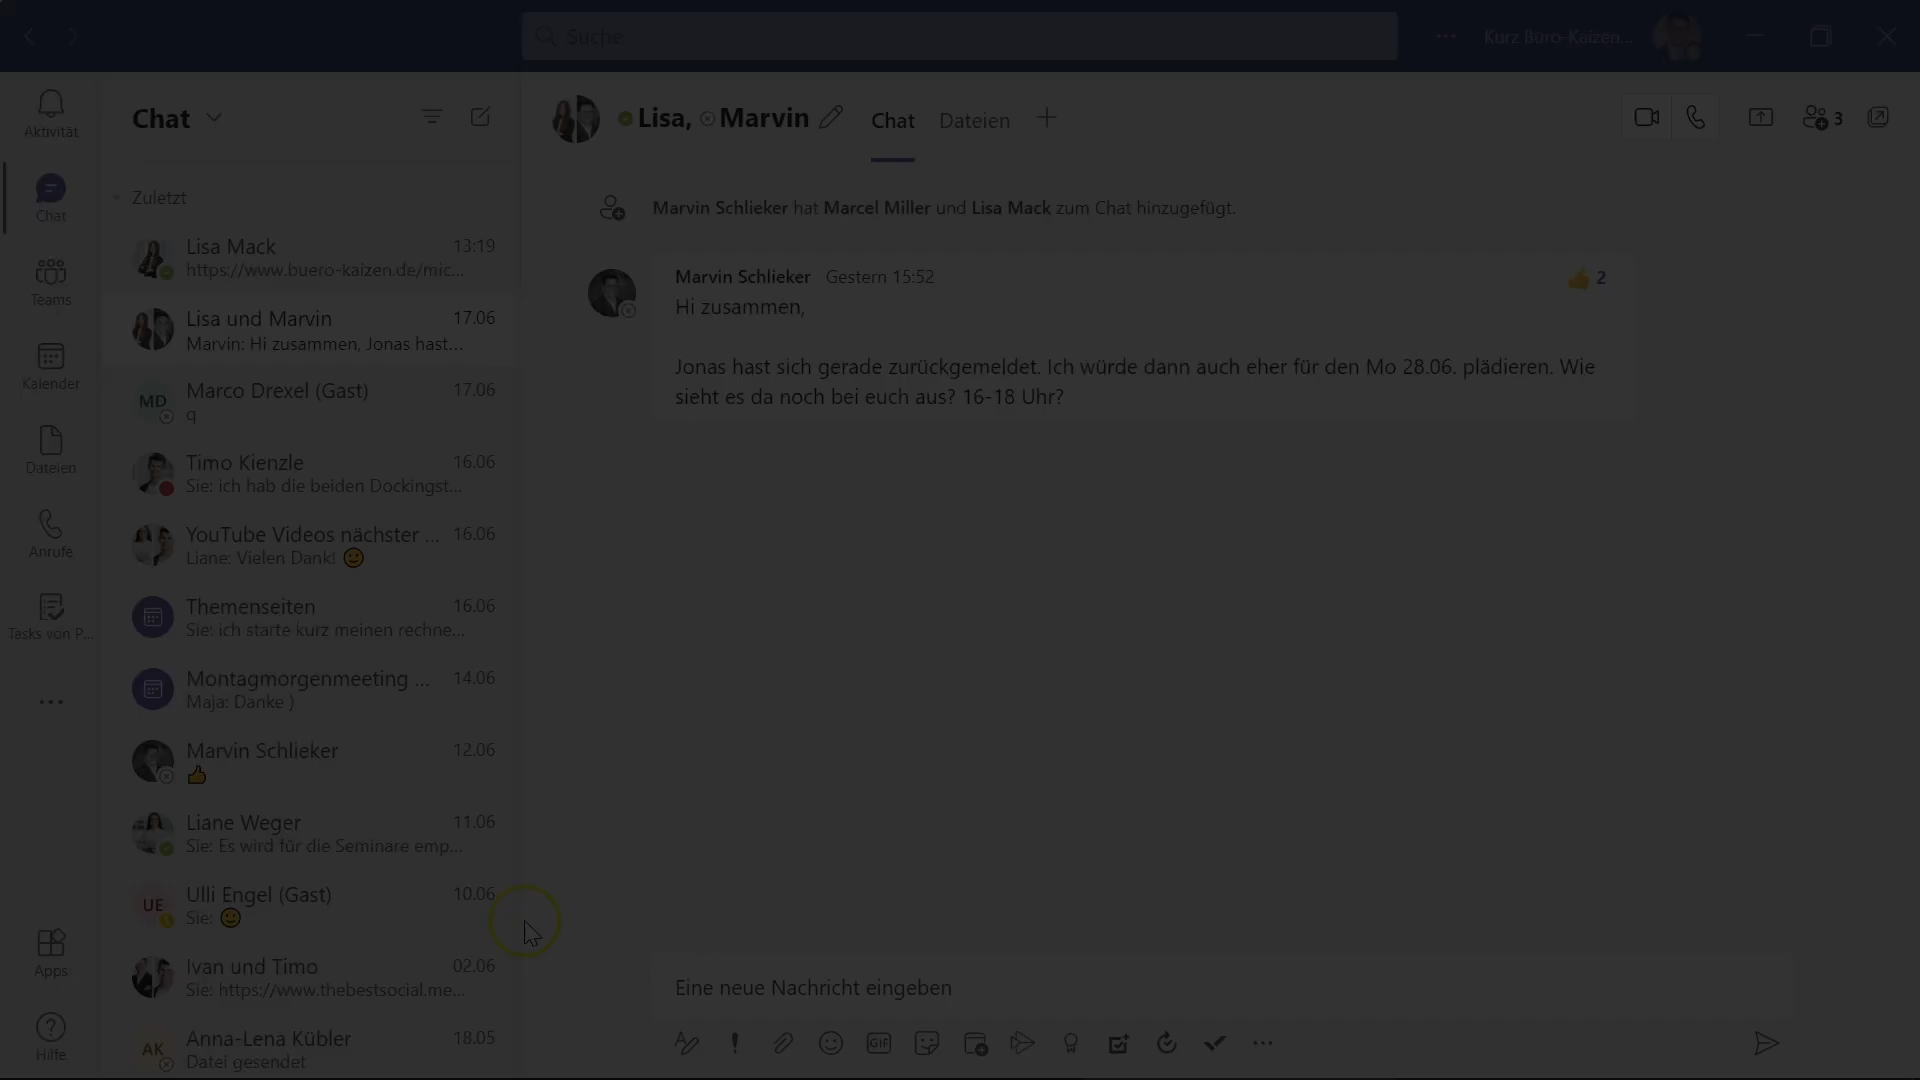 Suche
Kurz Büro-Kaizen...
Aktivität
Chat
Teams
Kalender
Dateien
Anrufe
Tasks von P...
Apps
Hilfe
Chat
Zuletzt
Lisa Mack 13:19
https://www.buero-kaizen.de/mic...
Lisa und Marvin 17.06
Marvin: Hi zusammen, Jonas hast...
MD
Marco Drexel (Gast) 17.06
q
Timo Kienzle 16.06
Sie: ich hab die beiden Dockingst...
YouTube Videos nächster ... 16.06
Liane: Vielen Dank!
Themenseiten 16.06
Sie: ich starte kurz meinen rechne...
Montagmorgenmeeting ... 14.06
Maja: Danke )
Marvin Schlieker 12.06
Liane Weger 11.06
Sie: Es wird für die Seminare emp...
UE
Ulli Engel (Gast) 10.06
Sie:
Ivan und Timo 02.06
Sie: https://www.thebestsocial.me...
AK
Anna-Lena Kübler 18.05
Datei gesendet
Lisa, Marvin
Chat Dateien
3
Marvin Schlieker hat Marcel Miller und Lisa Mack zum Chat hinzugefügt.
Marvin Schlieker Gestern 15:52
2
Hi zusammen,
Jonas hast sich gerade zurückgemeldet. Ich würde dann auch eher für den Mo 28.06. plädieren. Wie
sieht es da noch bei euch aus? 16-18 Uhr?
Eine neue Nachricht eingeben
GIF